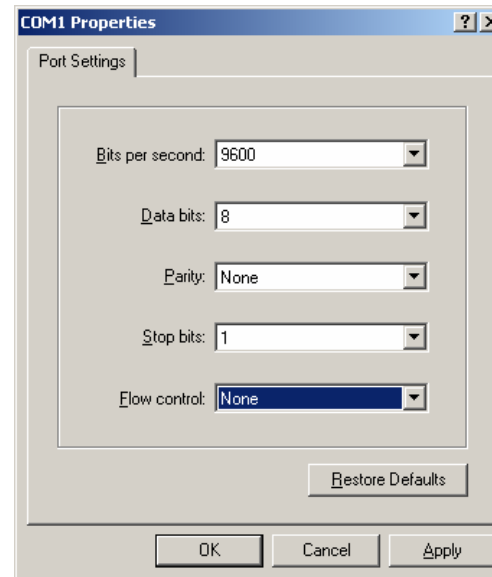 COM1 Properties
Port Settings
Bits per second: 9600
Data bits: 8
Parity: None
Stop bits: 1
Flow control: None
Restore Defaults
OK Cancel Apply